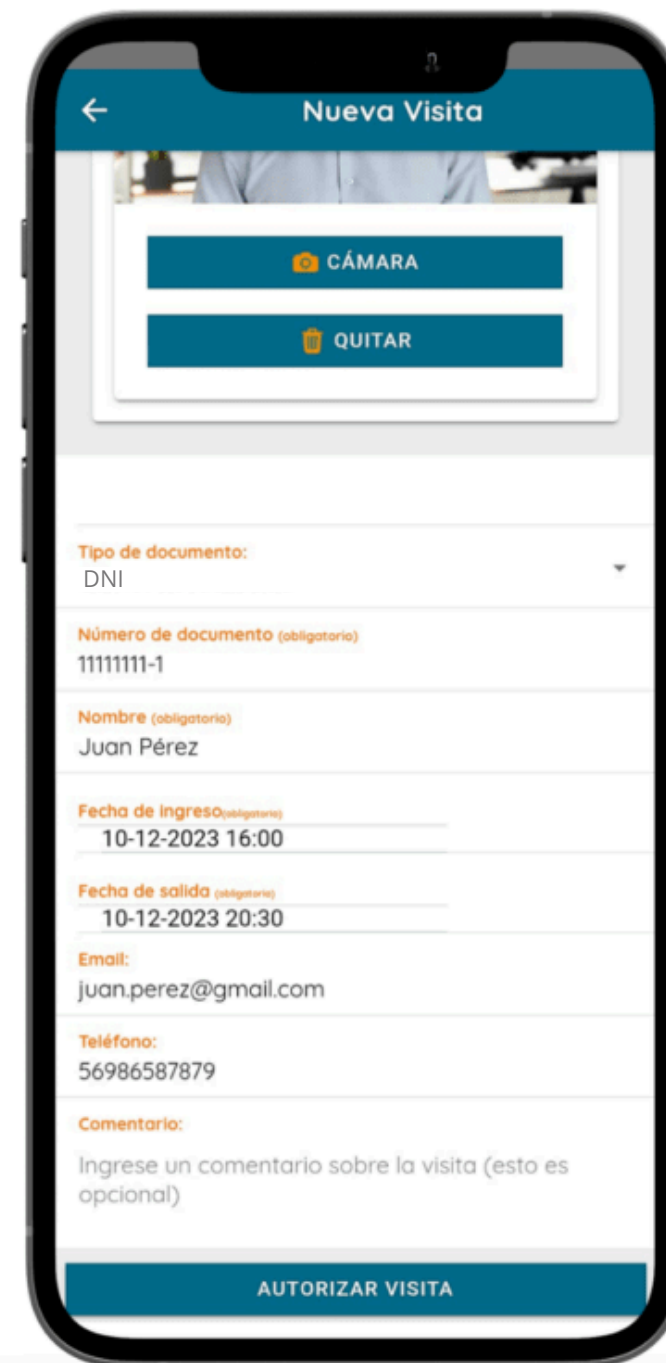 Nueva Visita
CÁMARA
QUITAR
Tipo de documento:
DNI
Número de documento (obligatorio)
11111111-1
Nombre (obligatorio)
Juan Pérez
Fecha de ingreso(obligatorio)
10-12-2023 16:00
Fecha de salida (obligatorio)
10-12-2023 20:30
Email:
juan.perez@gmail.com
Teléfono:
56986587879
Comentario:
Ingrese un comentario sobre la visita (esto es
opcional)
AUTORIZAR VISITA